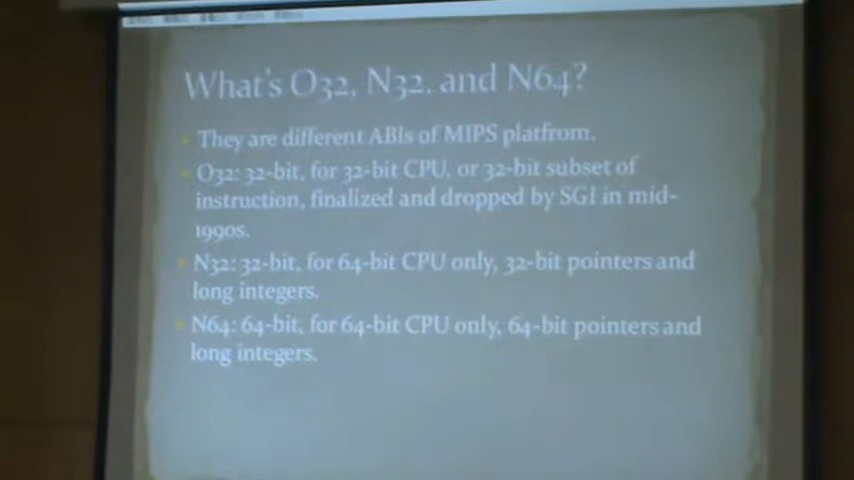 What's O32, N32, and N64?
They are different ABIs of MIPS platfrom.
O32: 32-bit, for 32-bit CPU, or 32-bit subset of
instruction, finalized and dropped by SGI in mid-
1990s.
N32: 32-bit, for 64-bit CPU only, 32-bit pointers and
long integers.
N64: 64-bit, for 64-bit CPU only, 64-bit pointers and
long integers.